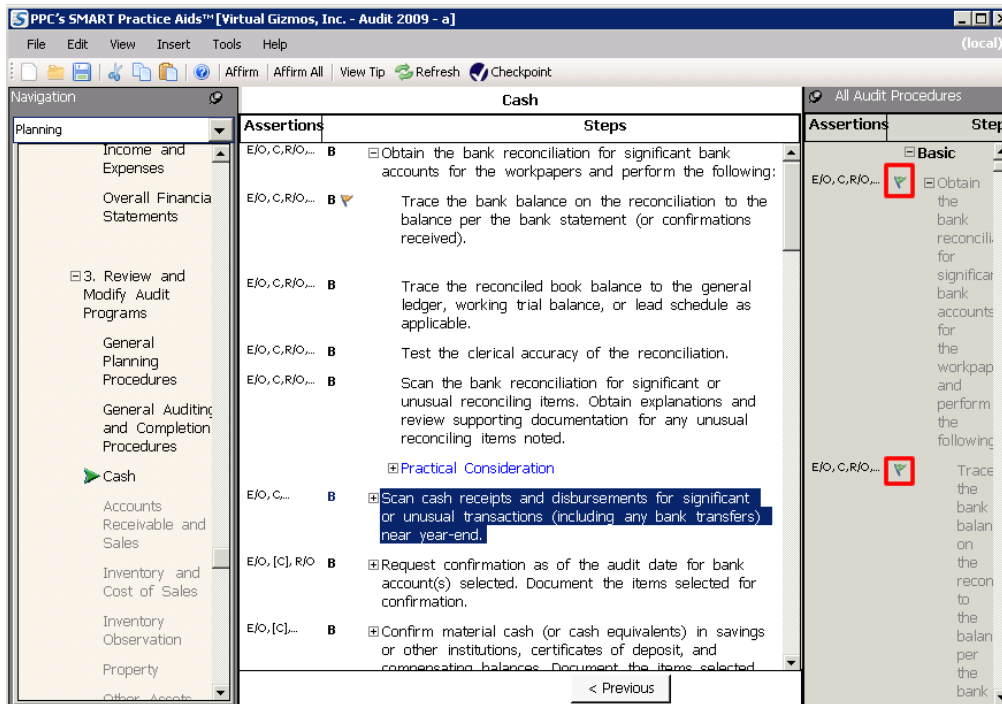 PPC's SMART Practice Aids™ [Virtual Gizmos, Inc. - Audit 2009 - a]
File Edit View Insert Tools Help (local)
Affirm Affirm All View Tip Refresh Checkpoint
Navigation
Planning
Income and
Expenses
Overall Financia
Statements
3. Review and
Modify Audit
Programs
General
Planning
Procedures
General Auditing
and Completion
Procedures
Cash
Accounts
Receivable and
Sales
Inventory and
Cost of Sales
Inventory
Observation
Property
Other Assets
Cash
Assertions Steps
E/O, C,R/O,... B Obtain the bank reconciliation for significant bank
accounts for the workpapers and perform the following:
E/O, C,R/O,... B Trace the bank balance on the reconciliation to the
balance per the bank statement (or confirmations
received).
E/O, C,R/O,... B Trace the reconciled book balance to the general
ledger, working trial balance, or lead schedule as
applicable.
E/O, C,R/O,... B Test the clerical accuracy of the reconciliation.
E/O, C,R/O,... B Scan the bank reconciliation for significant or
unusual reconciling items. Obtain explanations and
review supporting documentation for any unusual
reconciling items noted.
Practical Consideration
E/O, C,... B Scan cash receipts and disbursements for significant
or unusual transactions (including any bank transfers)
near year-end.
E/O, [C], R/O B Request confirmation as of the audit date for bank
account(s) selected. Document the items selected for
confirmation.
E/O, [C],... B Confirm material cash (or cash equivalents) in savings
or other institutions, certificates of deposit, and
compensating balances. Document the items selected
< Previous
All Audit Procedures
Assertions Step
Basic
E/O, C,R/O,... Obtain
the
bank
reconcili
for
significar
bank
accounts
for
the
workpap
and
perform
the
following
E/O, C,R/O,... Trace
the
bank
balan
on
the
recon
to
the
balan
per
the
bank